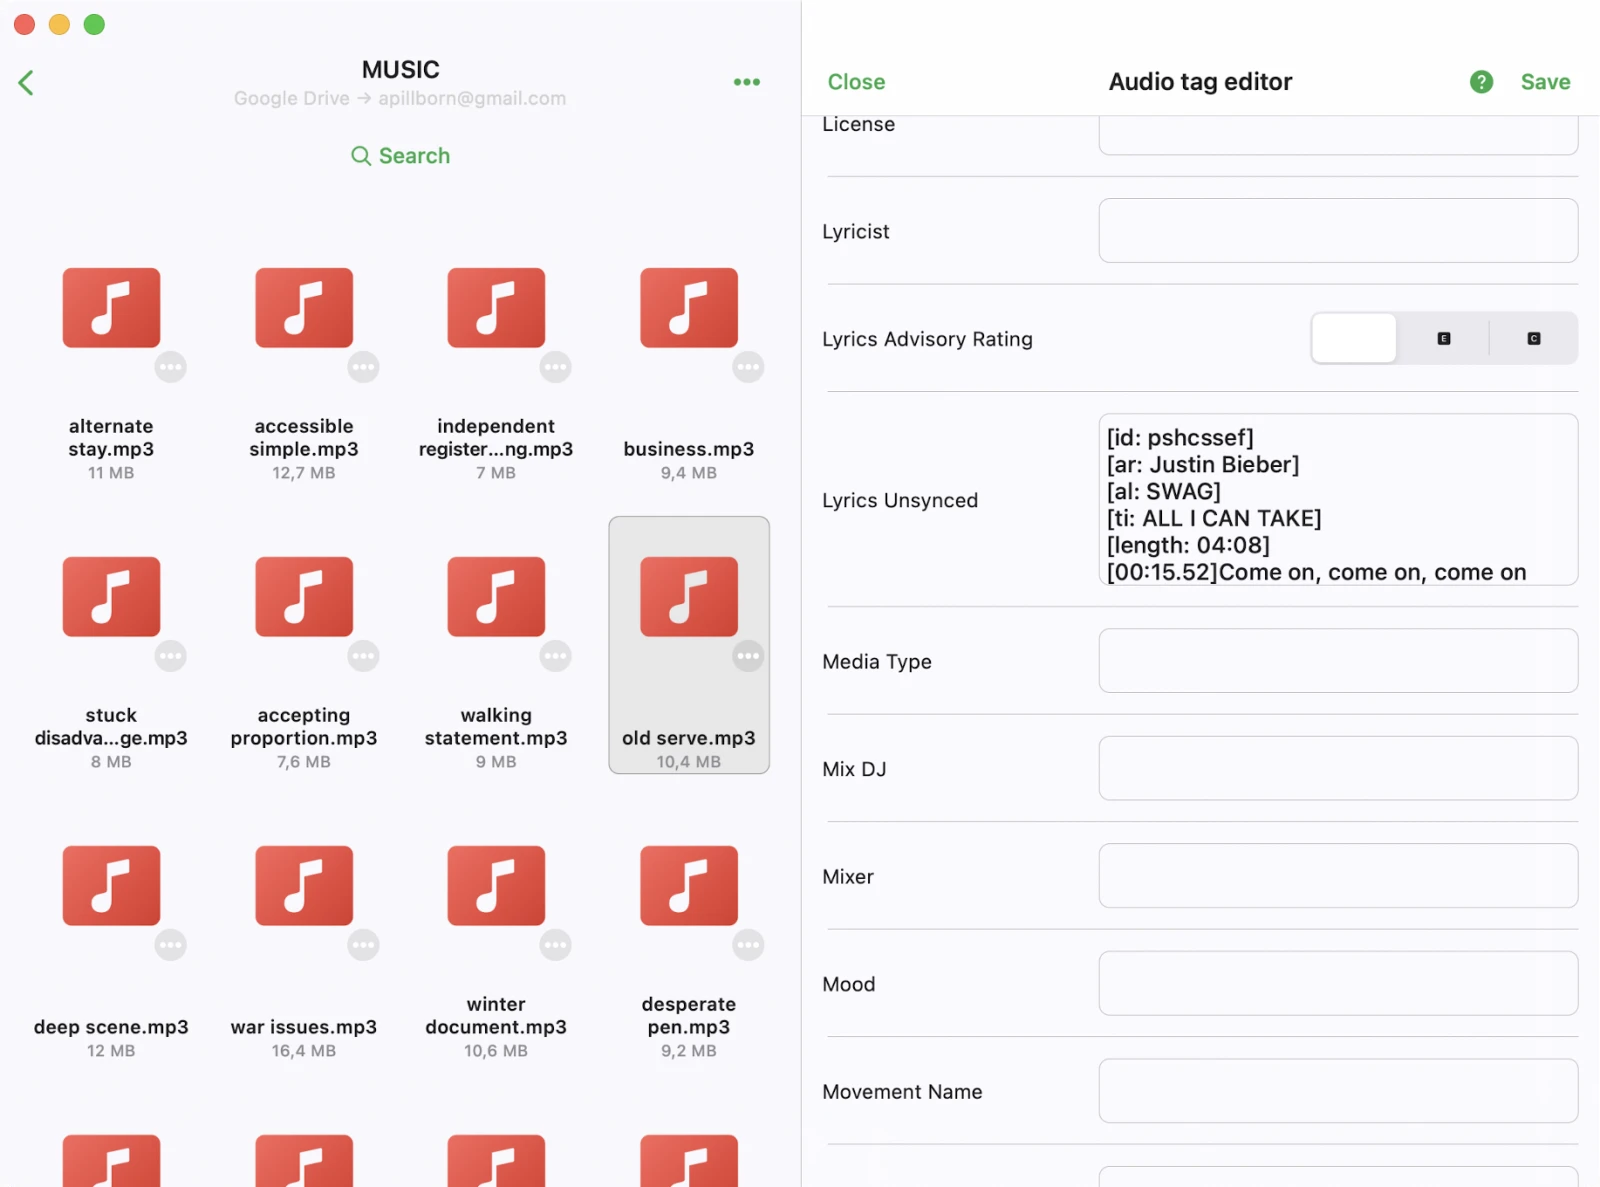 MUSIC
Google Drive → apillborn@gmail.com
Search
alternate
stay.mp3
11 MB
accessible
simple.mp3
12,7 MB
independent
register...ng.mp3
7 MB
business.mp3
9,4 MB
stuck
disadva...ge.mp3
8 MB
accepting
proportion.mp3
7,6 MB
walking
statement.mp3
9 MB
old serve.mp3
10,4 MB
deep scene.mp3
12 MB
war issues.mp3
16,4 MB
winter
document.mp3
10,6 MB
desperate
pen.mp3
9,2 MB
Close
Audio tag editor
?
Save
License
Lyricist
Lyrics Advisory Rating
E
C
Lyrics Unsynced
[id: pshcssef]
[ar: Justin Bieber]
[al: SWAG]
[ti: ALL I CAN TAKE]
[length: 04:08]
[00:15.52]Come on, come on, come on
Media Type
Mix DJ
Mixer
Mood
Movement Name